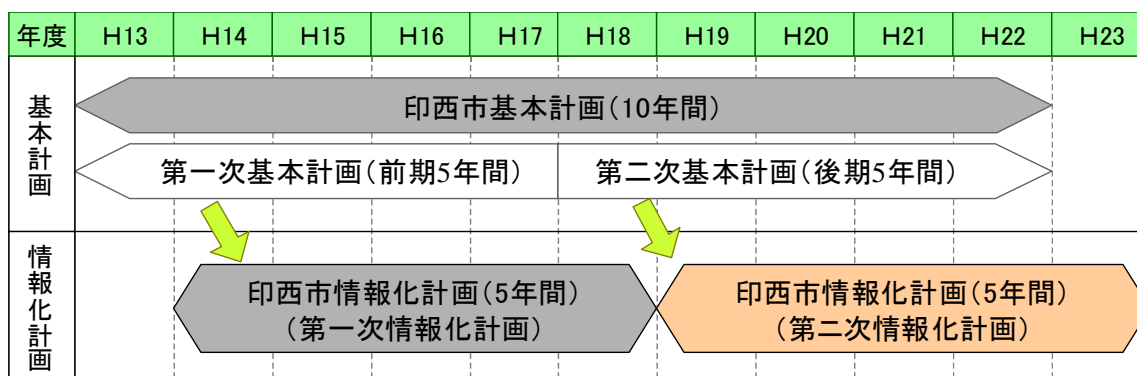 年度 H13 H14 H15 H16 H17 H18 H19 H20 H21 H22 H23
基本計画
印西市基本計画(10年間)
第一次基本計画(前期5年間) 第二次基本計画(後期5年間)
情報化計画
印西市情報化計画(5年間) 印西市情報化計画(5年間)
(第一次情報化計画) (第二次情報化計画)